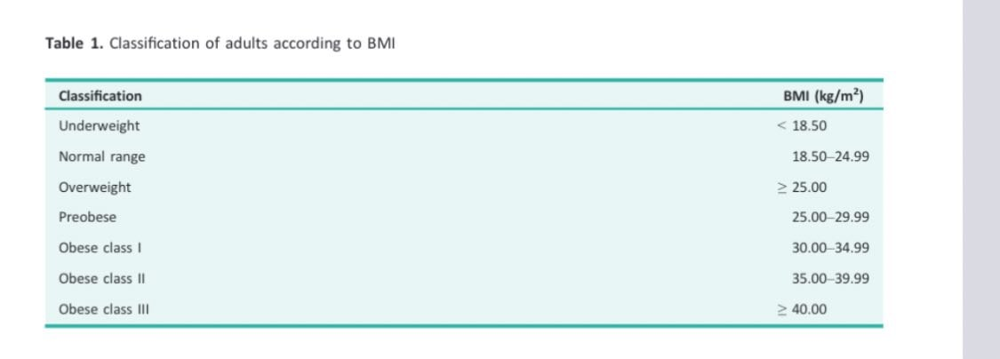 Table 1. Classification of adults according to BMI
Classification BMI (kg/m²)
Underweight < 18.50
Normal range 18.50–24.99
Overweight ≥ 25.00
Preobese 25.00–29.99
Obese class I 30.00–34.99
Obese class II 35.00–39.99
Obese class III ≥ 40.00